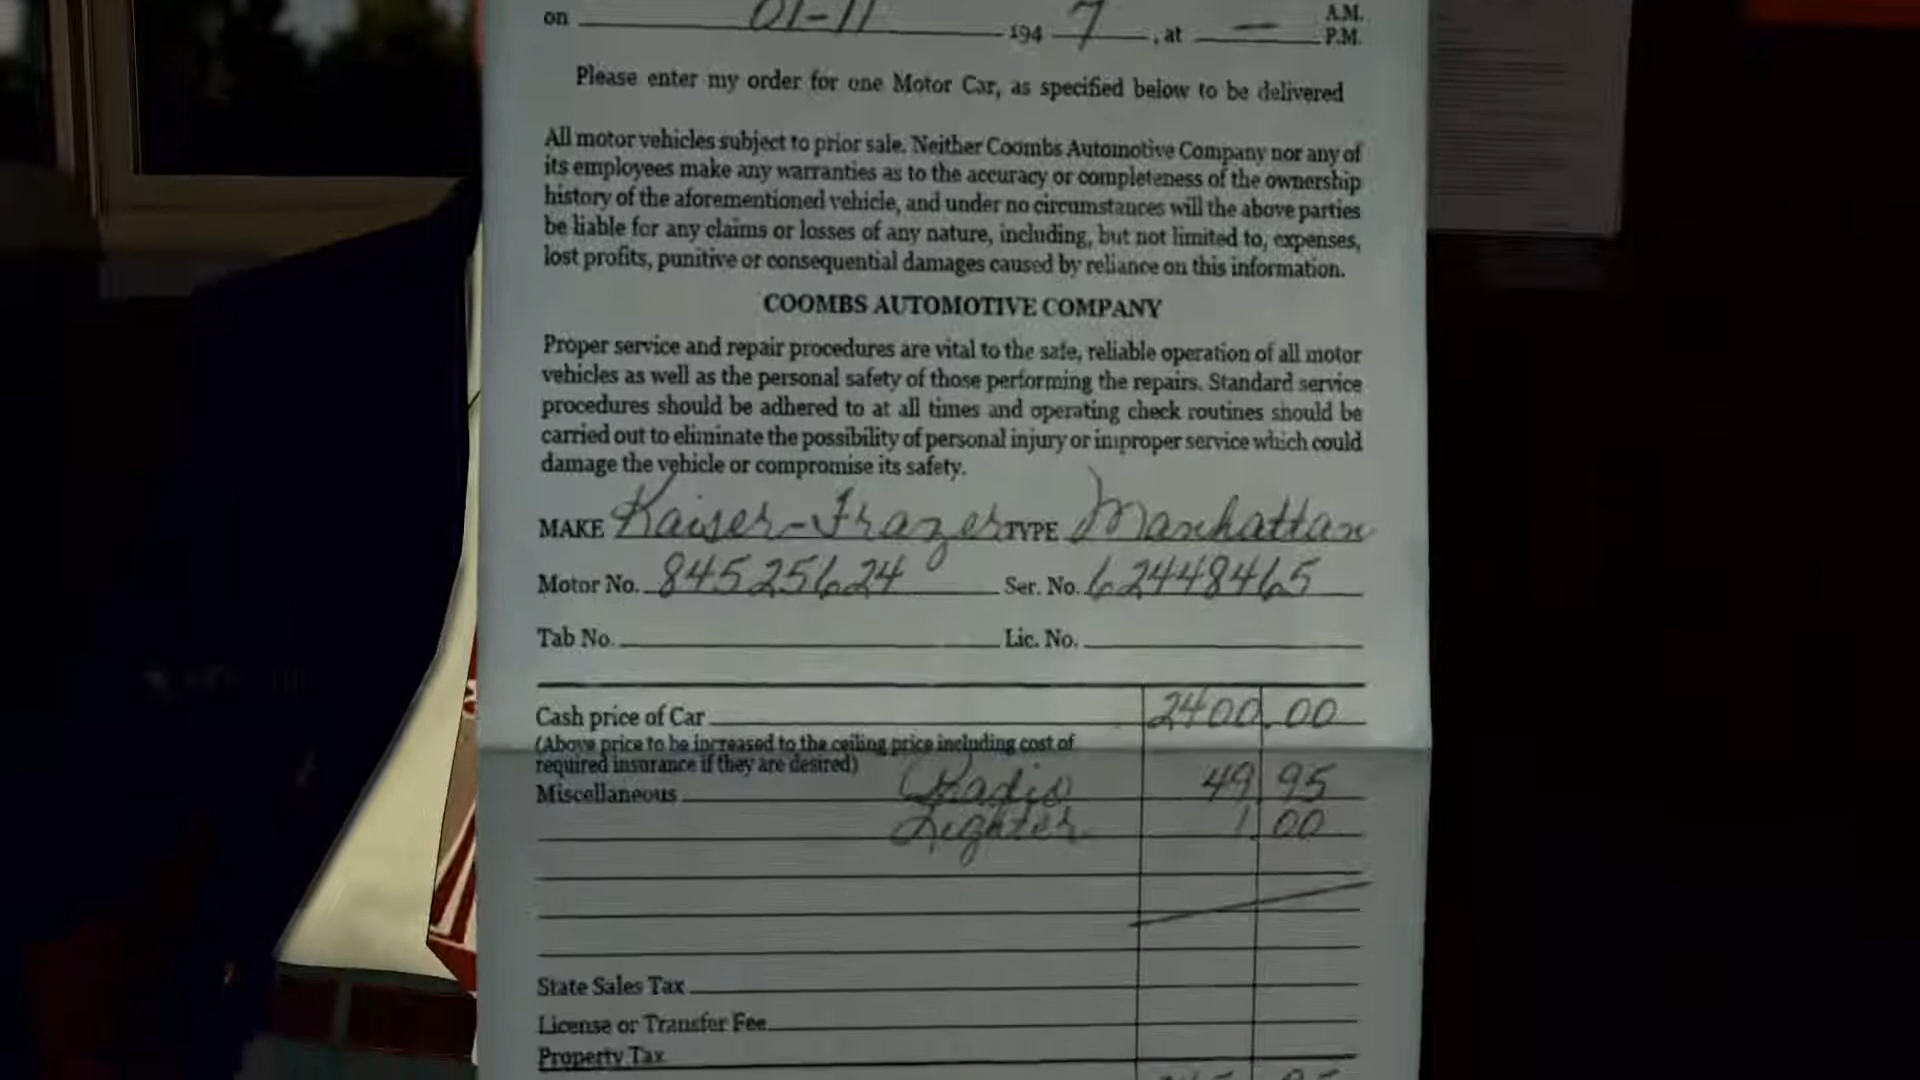 on 01-11 1947, at — A.M.
P.M.
Please enter my order for one Motor Car, as specified below to be delivered
All motor vehicles subject to prior sale. Neither Coombs Automotive Company nor any of
its employees make any warranties as to the accuracy or completeness of the ownership
history of the aforementioned vehicle, and under no circumstances will the above parties
be liable for any claims or losses of any nature, including, but not limited to, expenses,
lost profits, punitive or consequential damages caused by reliance on this information.
COOMBS AUTOMOTIVE COMPANY
Proper service and repair procedures are vital to the safe, reliable operation of all motor
vehicles as well as the personal safety of those performing the repairs. Standard service
procedures should be adhered to at all times and operating check routines should be
carried out to eliminate the possibility of personal injury or improper service which could
damage the vehicle or compromise its safety.
MAKE Kaiser-Frazer TYPE Manhattan
Motor No. 84525624 Ser. No. 62448465
Tab No. Lic. No.
Cash price of Car 2400.00
(Above price to be increased to the ceiling price including cost of
required insurance if they are desired)
Miscellaneous Radio 49 95
Lighter 1.00
State Sales Tax
License or Transfer Fee
Property Tax